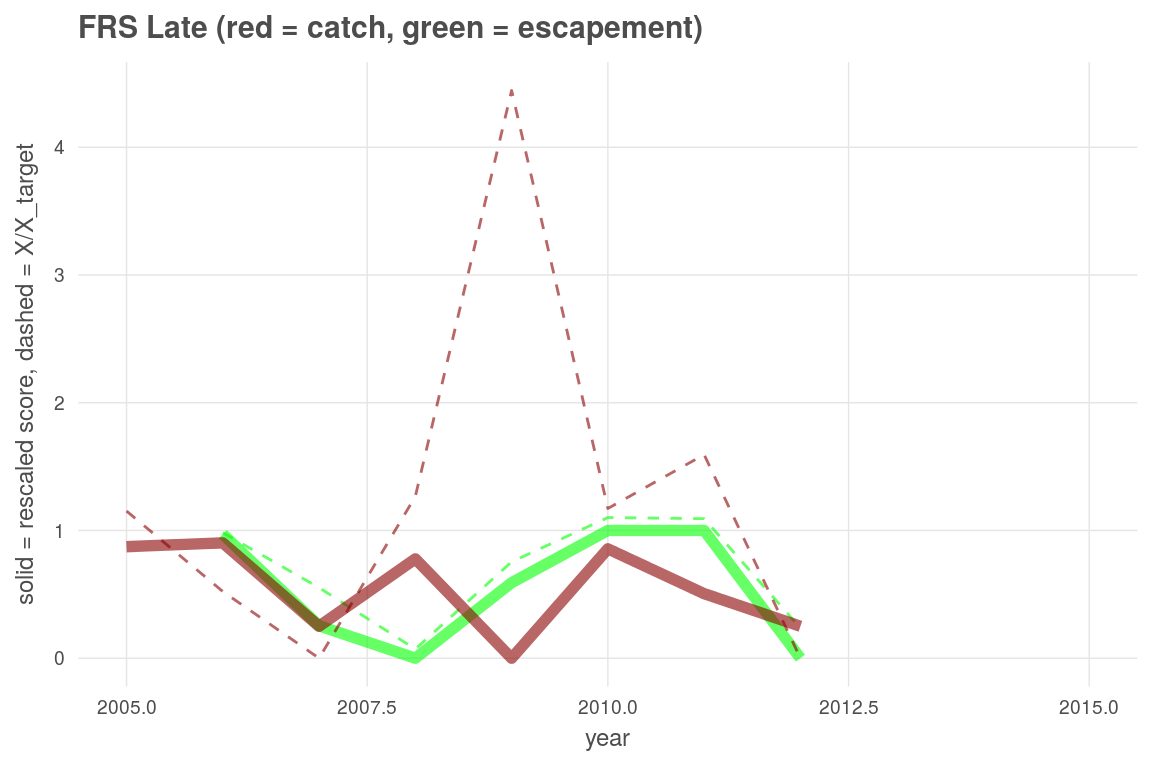 FRS Late (red = catch, green = escapement)
solid = rescaled score, dashed = X/X_target
4
3
2
1
0
2005.0 2007.5 2010.0 2012.5 2015.0
year